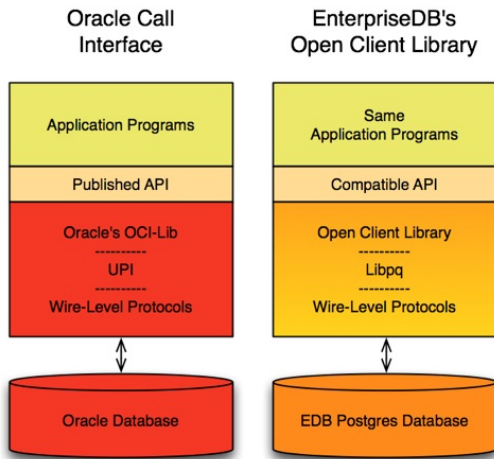 Oracle Call
Interface
Application Programs
Published API
Oracle's OCI-Lib
----------
UPI
----------
Wire-Level Protocols
Oracle Database
EnterpriseDB's
Open Client Library
Same
Application Programs
Compatible API
Open Client Library
----------
Libpq
----------
Wire-Level Protocols
EDB Postgres Database